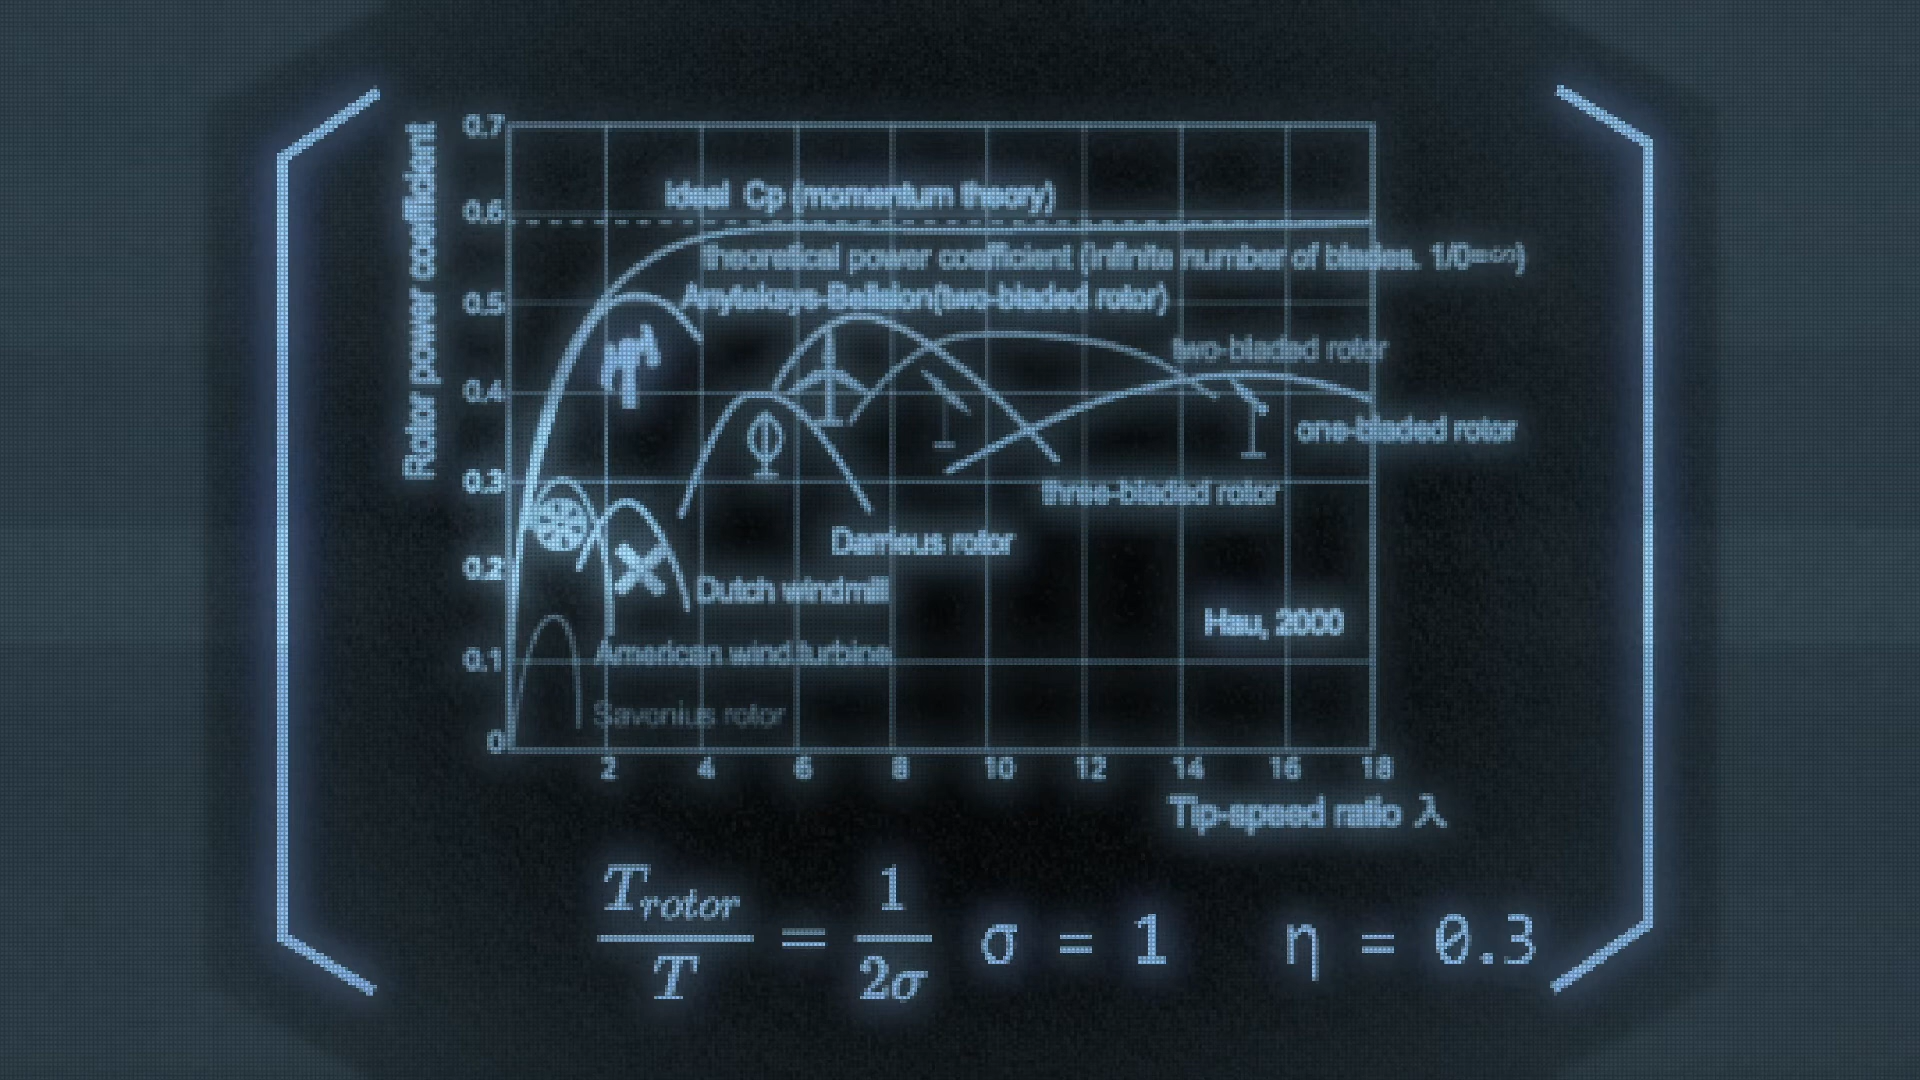 Rotor power coefficient
0.7
0.6
0.5
0.4
0.3
0.2
0.1
0
Ideal Cp (momentum theory)
Theoretical power coefficient (infinite number of blades. 1/0=∞)
(two-bladed rotor)
two-bladed rotor
one-bladed rotor
three-bladed rotor
Darrieus rotor
Dutch windmill
Hau, 2000
American wind turbine
Savonius rotor
2 4 6 8 10 12 14 16 18
Tip-speed ratio λ
T_rotor/T = 1/2σ σ = 1 η = 0.3